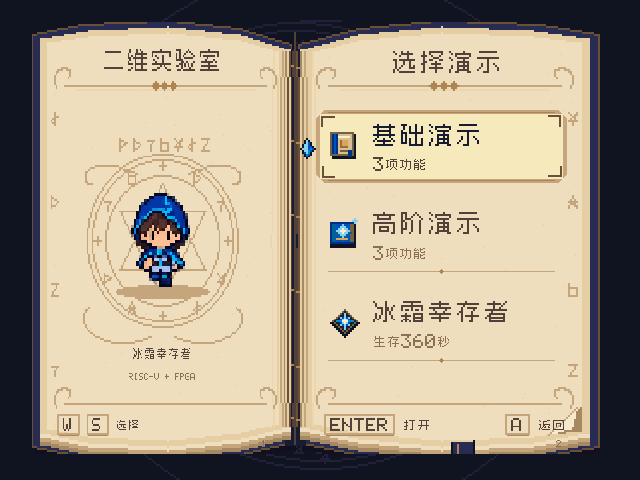 二维实验室
冰霜幸存者
RISC-V + FPGA
W S 选择
选择演示
基础演示
3项功能
高阶演示
3项功能
冰霜幸存者
生存360秒
ENTER 打开
A 返回
2